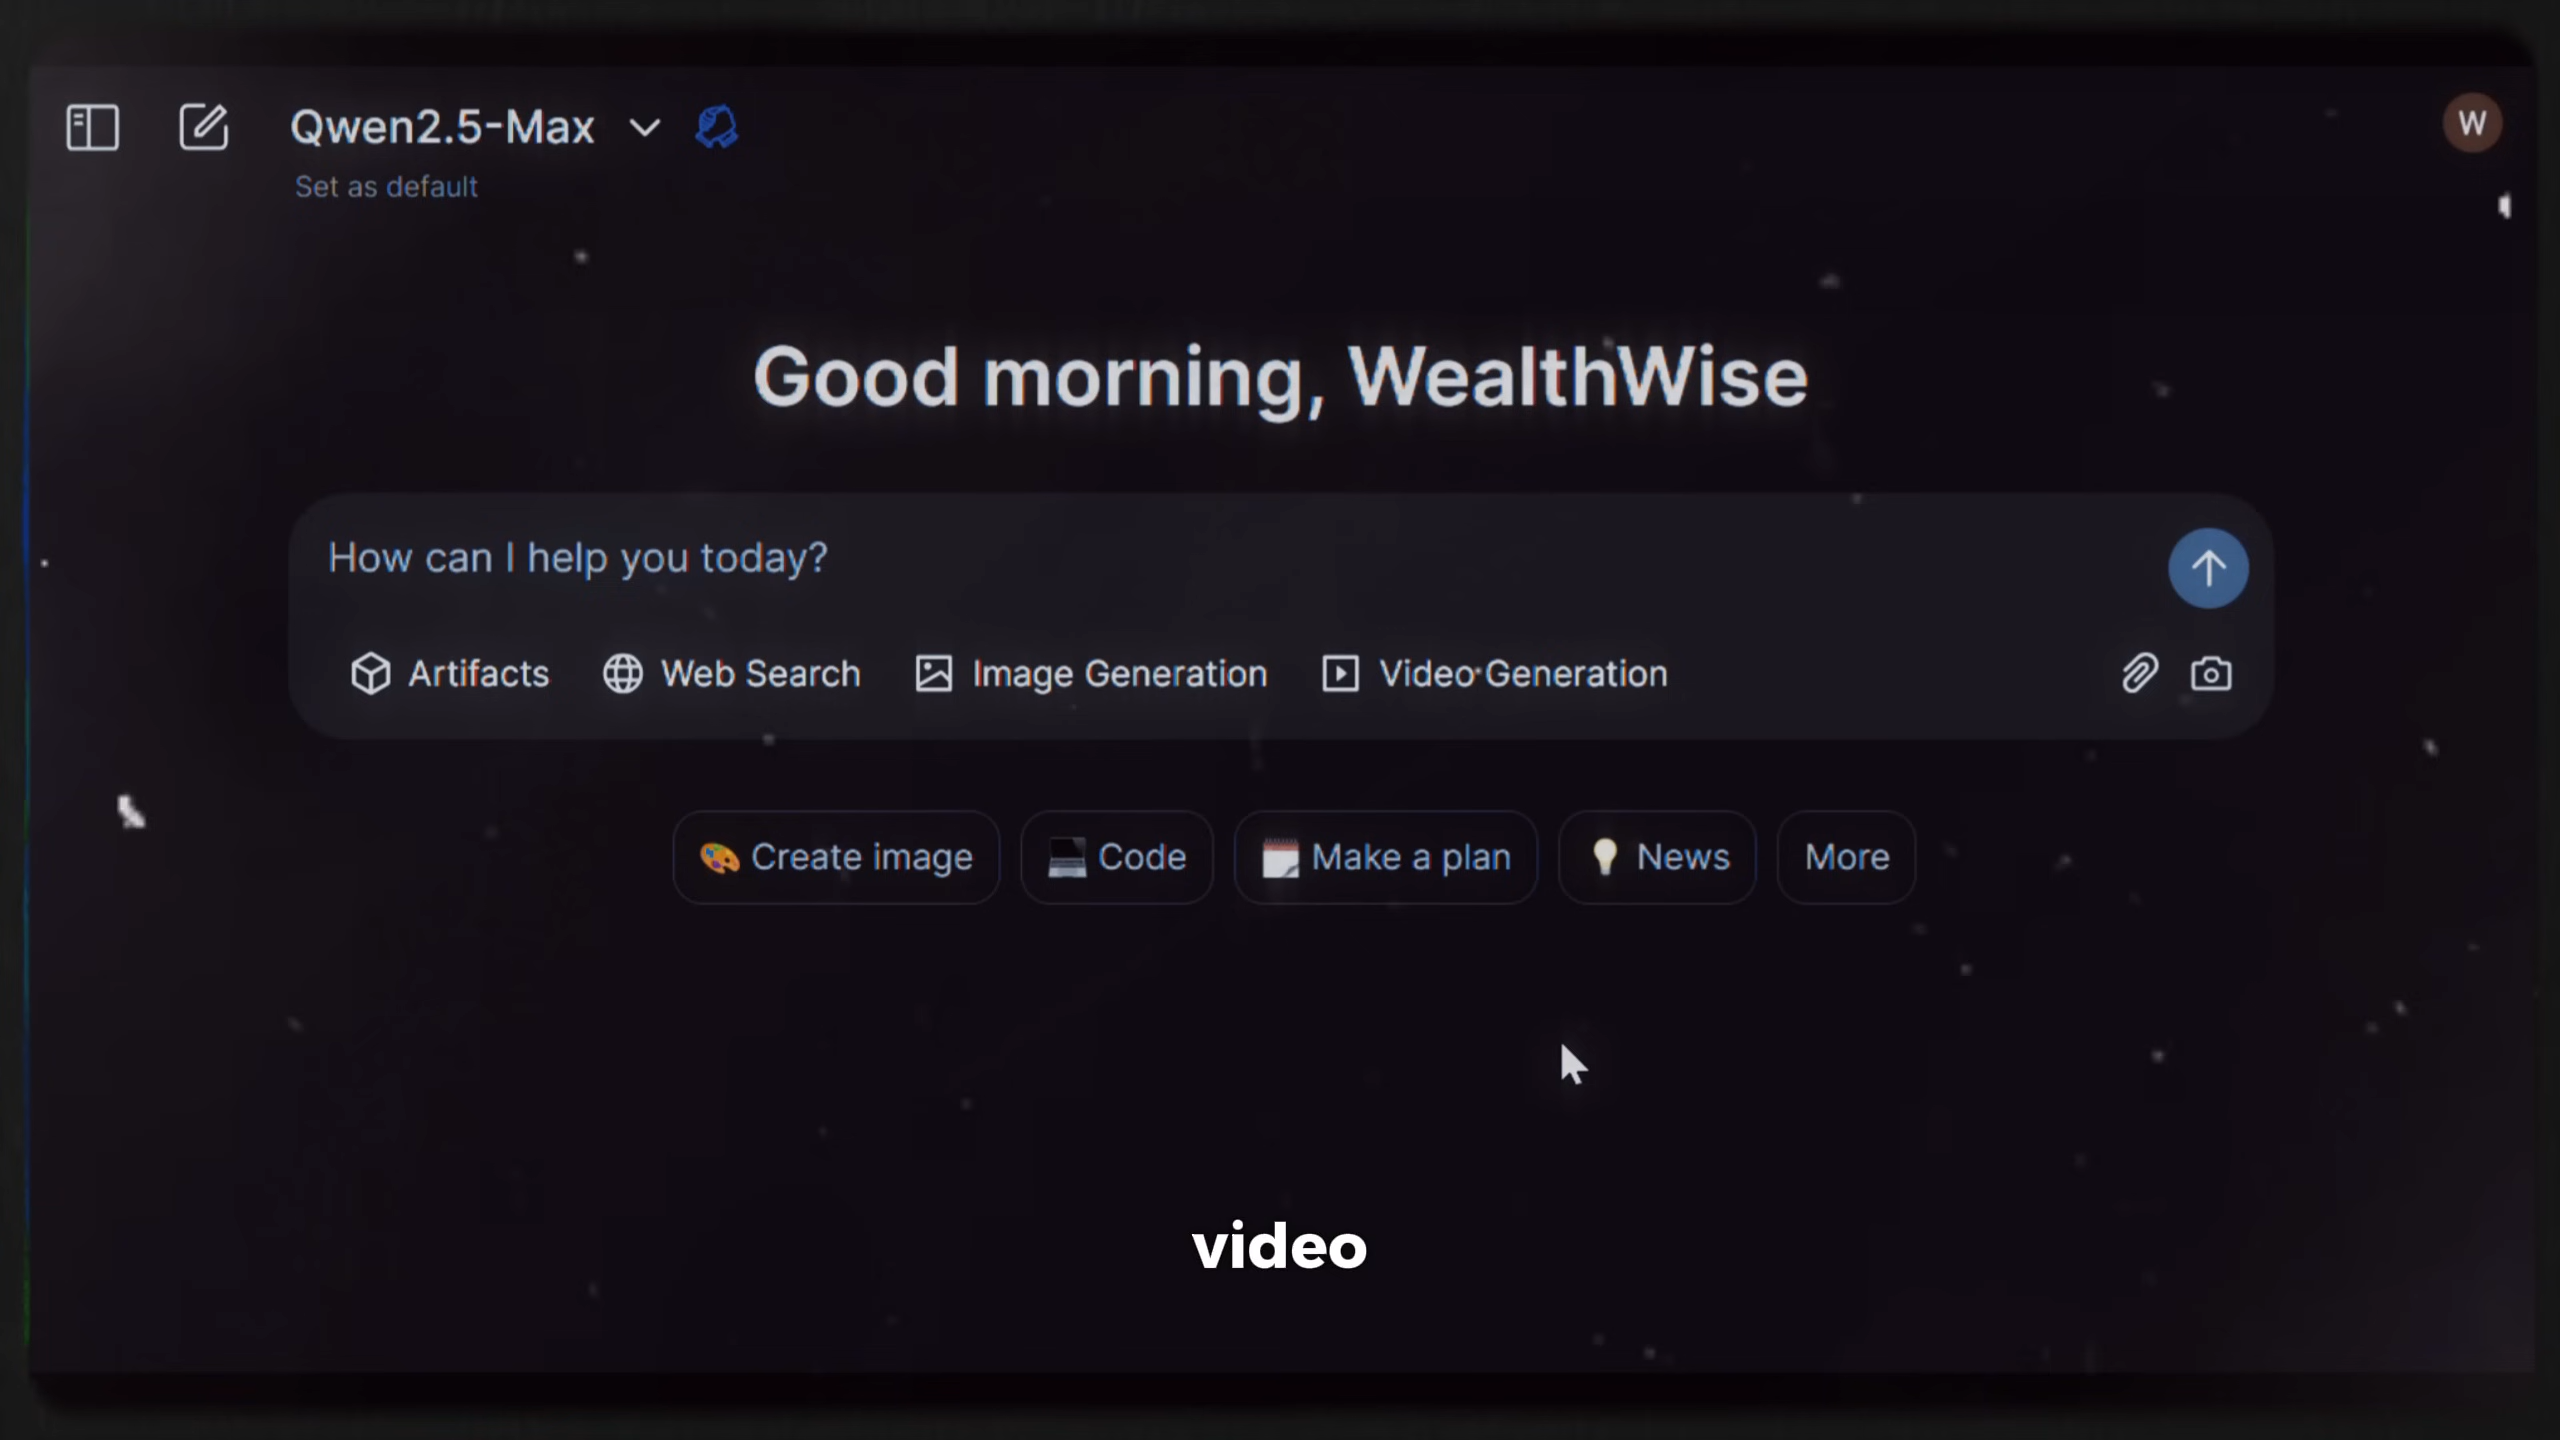 Qwen2.5-Max
W
Set as default
Good morning, WealthWise
How can I help you today?
Artifacts Web Search Image Generation Video Generation
Create image Code Make a plan News More
video